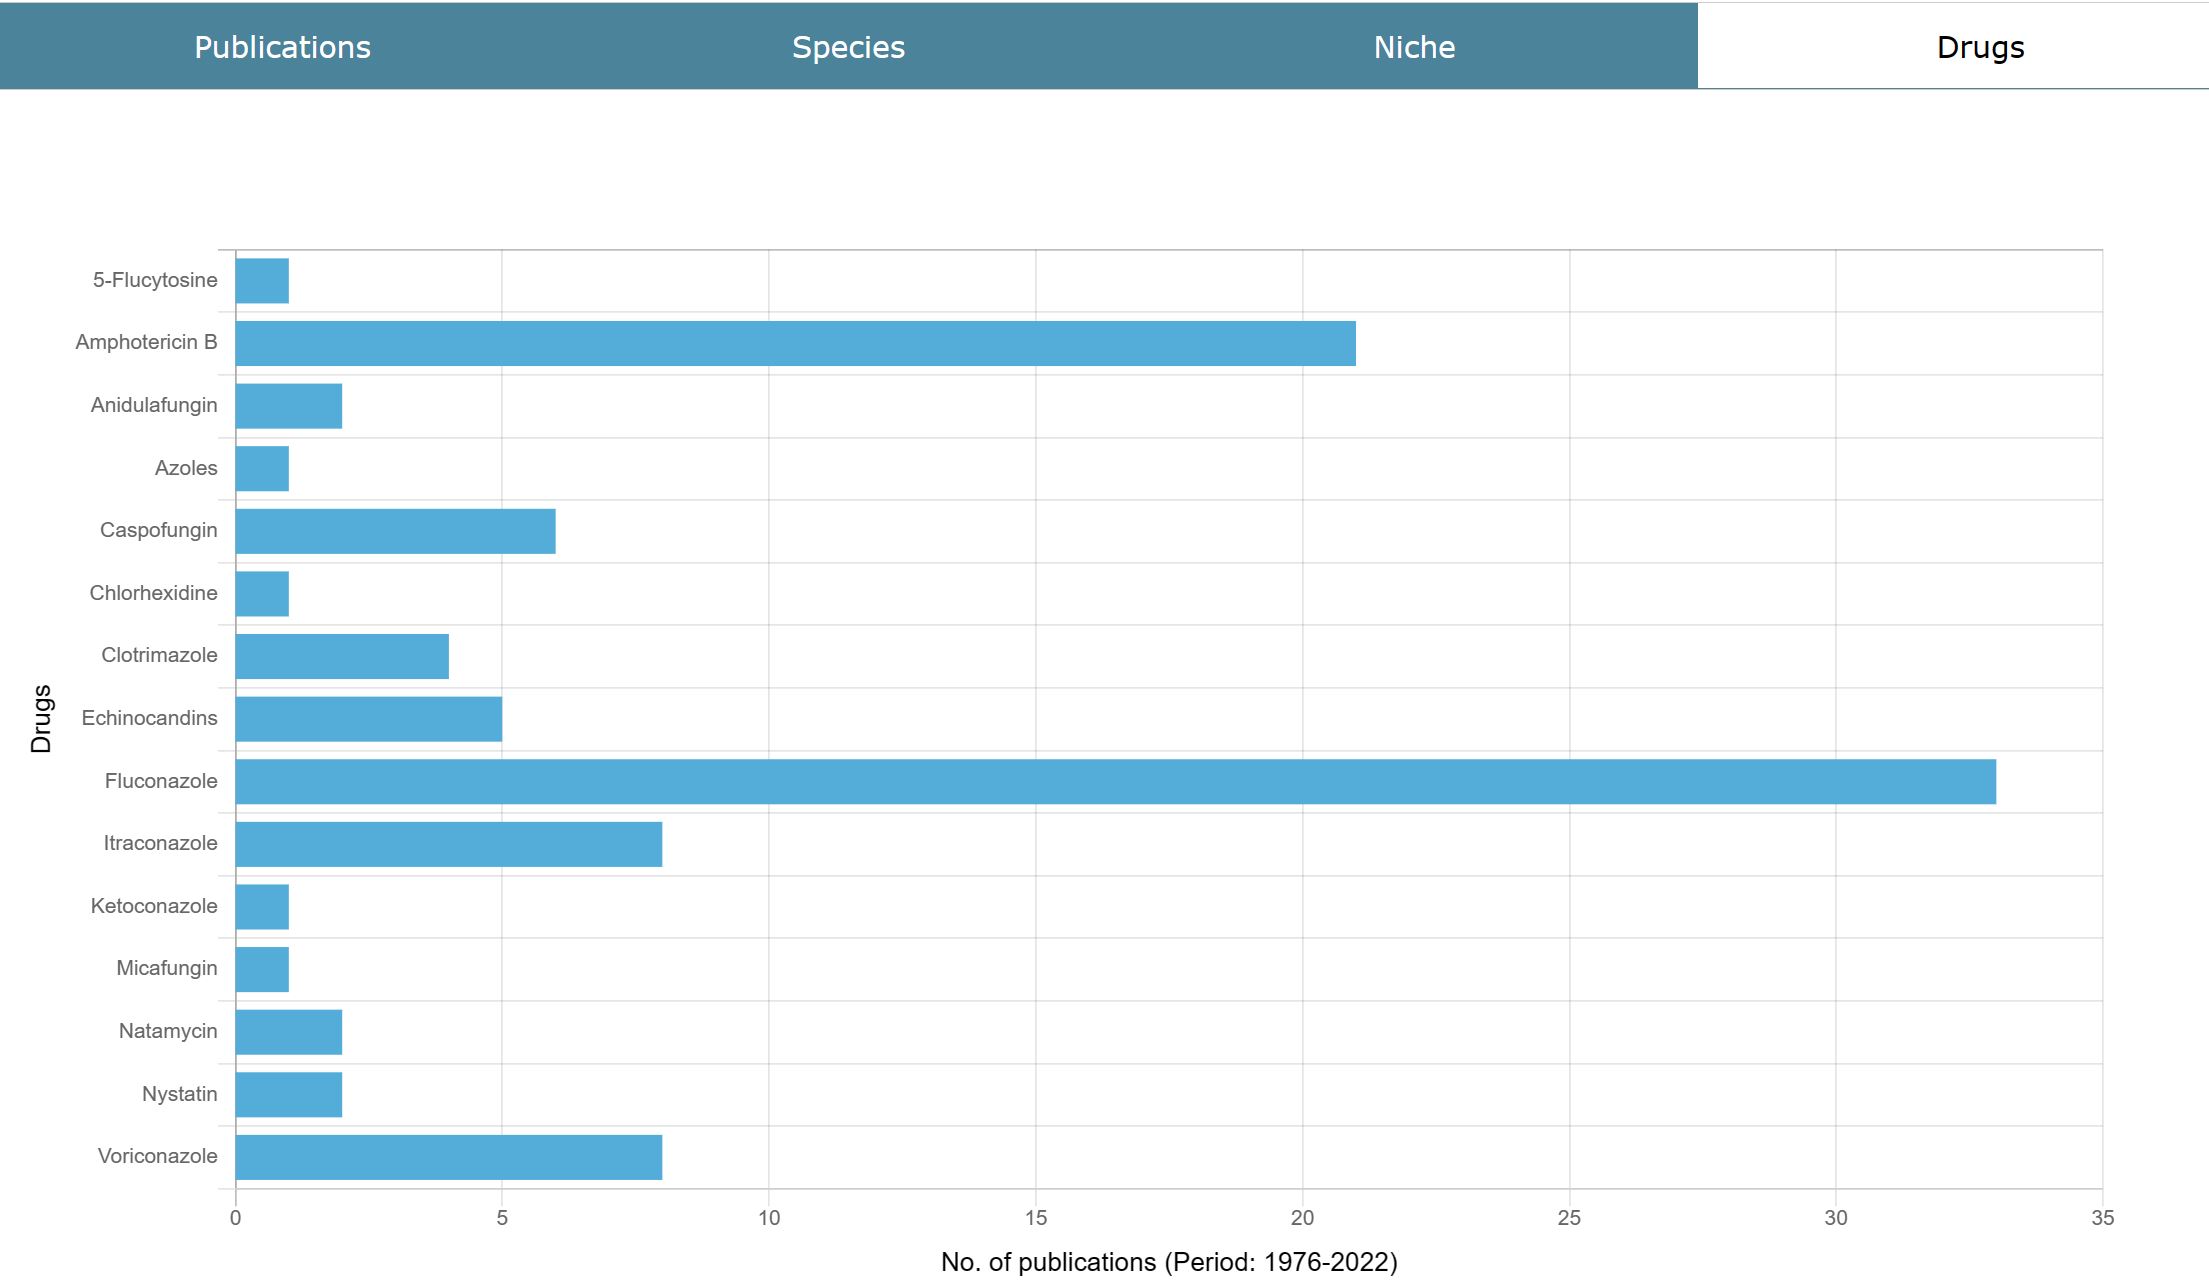 Publications Species Niche Drugs
5-Flucytosine
Amphotericin B
Anidulafungin
Azoles
Caspofungin
Chlorhexidine
Clotrimazole
Echinocandins
Fluconazole
Itraconazole
Ketoconazole
Micafungin
Natamycin
Nystatin
Voriconazole
Drugs
0 5 10 15 20 25 30 35
No. of publications (Period: 1976-2022)